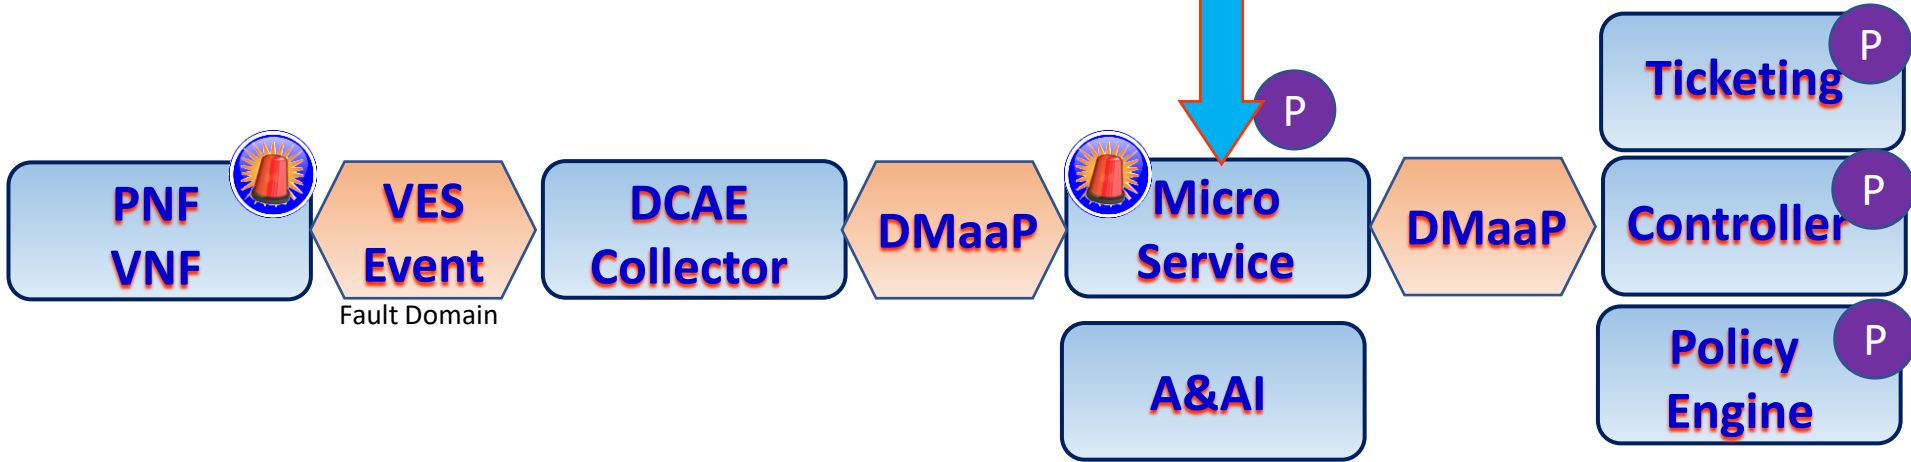 PNF
VNF
VES
Event
Fault Domain
DCAE
Collector
DMaaP
Micro
Service
P
A&AI
DMaaP
Ticketing
P
Controller
P
Policy
Engine
P